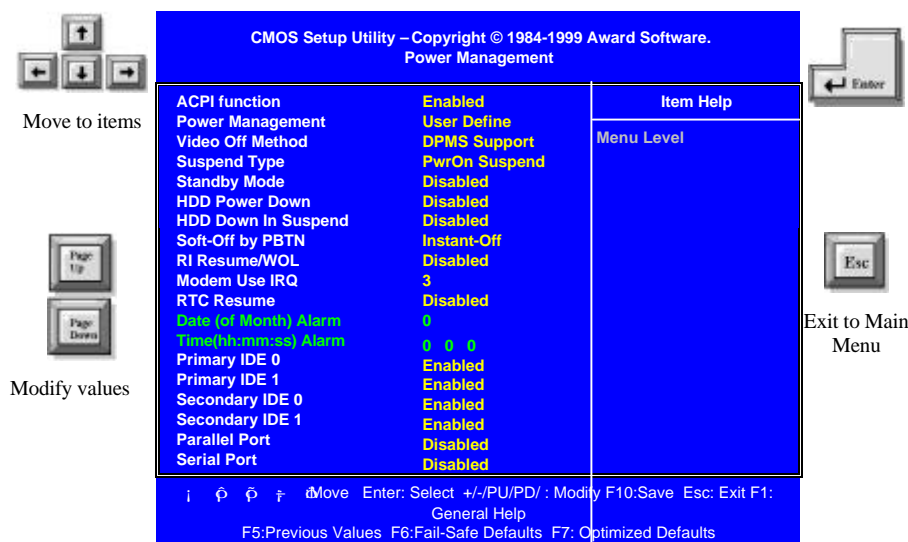 CMOS Setup Utility – Copyright © 1984-1999 Award Software.
Power Management
Enter
Move to items
ACPI function Enabled
Power Management User Define
Video Off Method DPMS Support
Suspend Type PwrOn Suspend
Standby Mode Disabled
HDD Power Down Disabled
HDD Down In Suspend Disabled
Soft-Off by PBTN Instant-Off
RI Resume/WOL Disabled
Modem Use IRQ 3
RTC Resume Disabled
Date (of Month) Alarm 0
Time(hh:mm:ss) Alarm 0 0 0
Primary IDE 0 Enabled
Primary IDE 1 Enabled
Secondary IDE 0 Enabled
Secondary IDE 1 Enabled
Parallel Port Disabled
Serial Port Disabled
Item Help
Menu Level
Page
Up
Page
Down
Modify values
Esc
Exit to Main
Menu
Move Enter: Select +/-/PU/PD/ : Modify F10:Save Esc: Exit F1:
General Help
F5:Previous Values F6:Fail-Safe Defaults F7: Optimized Defaults